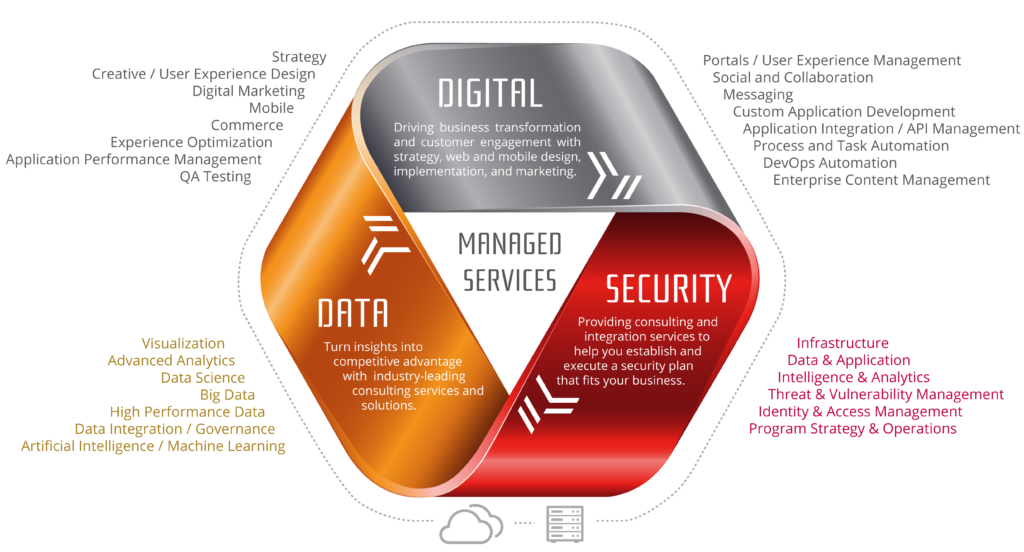 Strategy
Creative / User Experience Design
Digital Marketing
Mobile
Commerce
Experience Optimization
Application Performance Management
QA Testing
DIGITAL
Driving business transformation
and customer engagement with
strategy, web and mobile design,
implementation, and marketing.
Portals / User Experience Management
Social and Collaboration
Messaging
Custom Application Development
Application Integration / API Management
Process and Task Automation
DevOps Automation
Enterprise Content Management
MANAGED
SERVICES
DATA
Turn insights into
competitive advantage
with industry-leading
consulting services and
solutions.
SECURITY
Providing consulting and
integration services to
help you establish and
execute a security plan
that fits your business.
Visualization
Advanced Analytics
Data Science
Big Data
High Performance Data
Data Integration / Governance
Artificial Intelligence / Machine Learning
Infrastructure
Data & Application
Intelligence & Analytics
Threat & Vulnerability Management
Identity & Access Management
Program Strategy & Operations